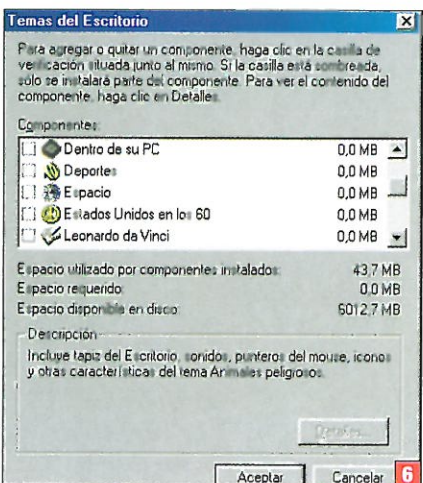 Temas del Escritorio
Para agregar o quitar un componente, haga clic en la casilla de
verificación situada junto al mismo. Si la casilla está sombreada,
sólo se instalará parte del componente. Para ver el contenido del
componente, haga clic en Detalles.
Componentes:
Dentro de su PC 0,0 MB
Deportes 0,0 MB
Espacio 0,0 MB
Estados Unidos en los 60 0,0 MB
Leonardo da Vinci 0,0 MB
Espacio utilizado por componentes instalados: 43,7 MB
Espacio requerido: 0,0 MB
Espacio disponible en disco: 6012,7 MB
Descripción
Incluye tapiz del Escritorio, sonidos, punteros del mouse, iconos
y otras características del tema Animales peligrosos.
Detalles...
Aceptar Cancelar 6